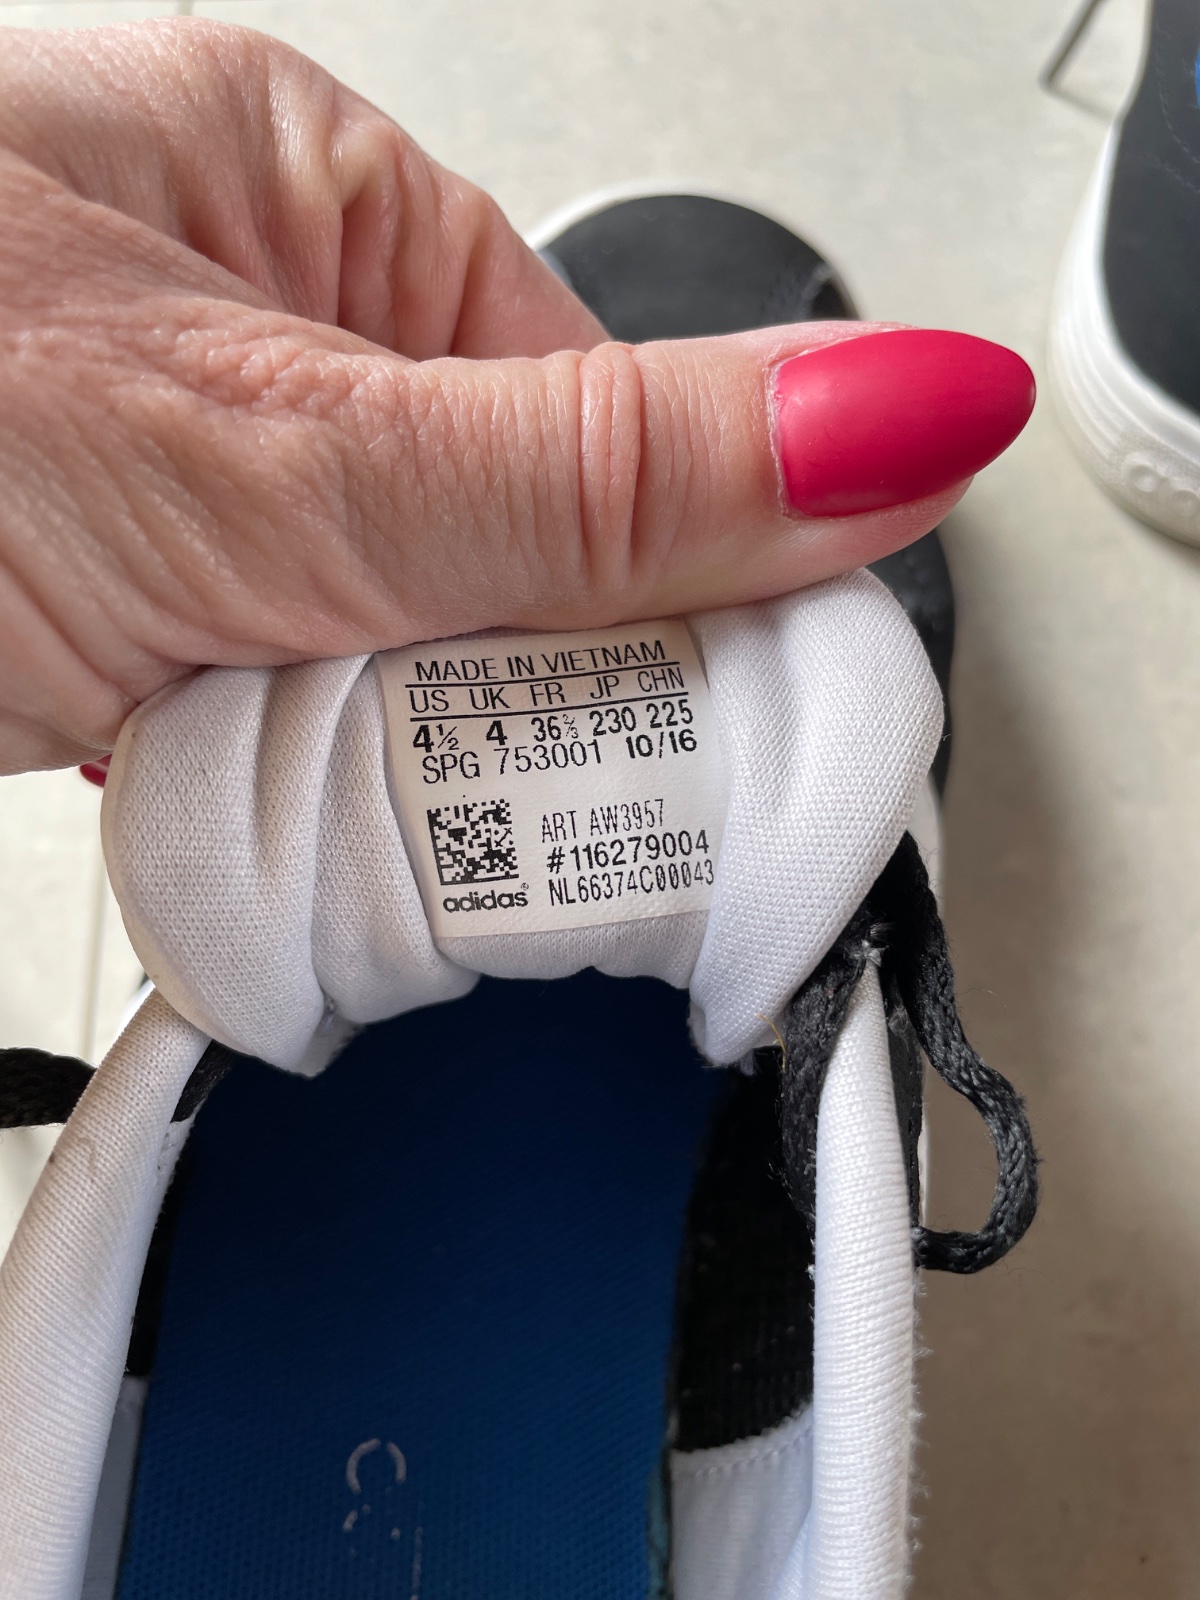 MADE IN VIETNAM
US UK FR JP CHN
4½ 4 36⅔ 230 225
SPG 753001 10/16
ART AW3957
#116279004
NL66374C00043
adidas®